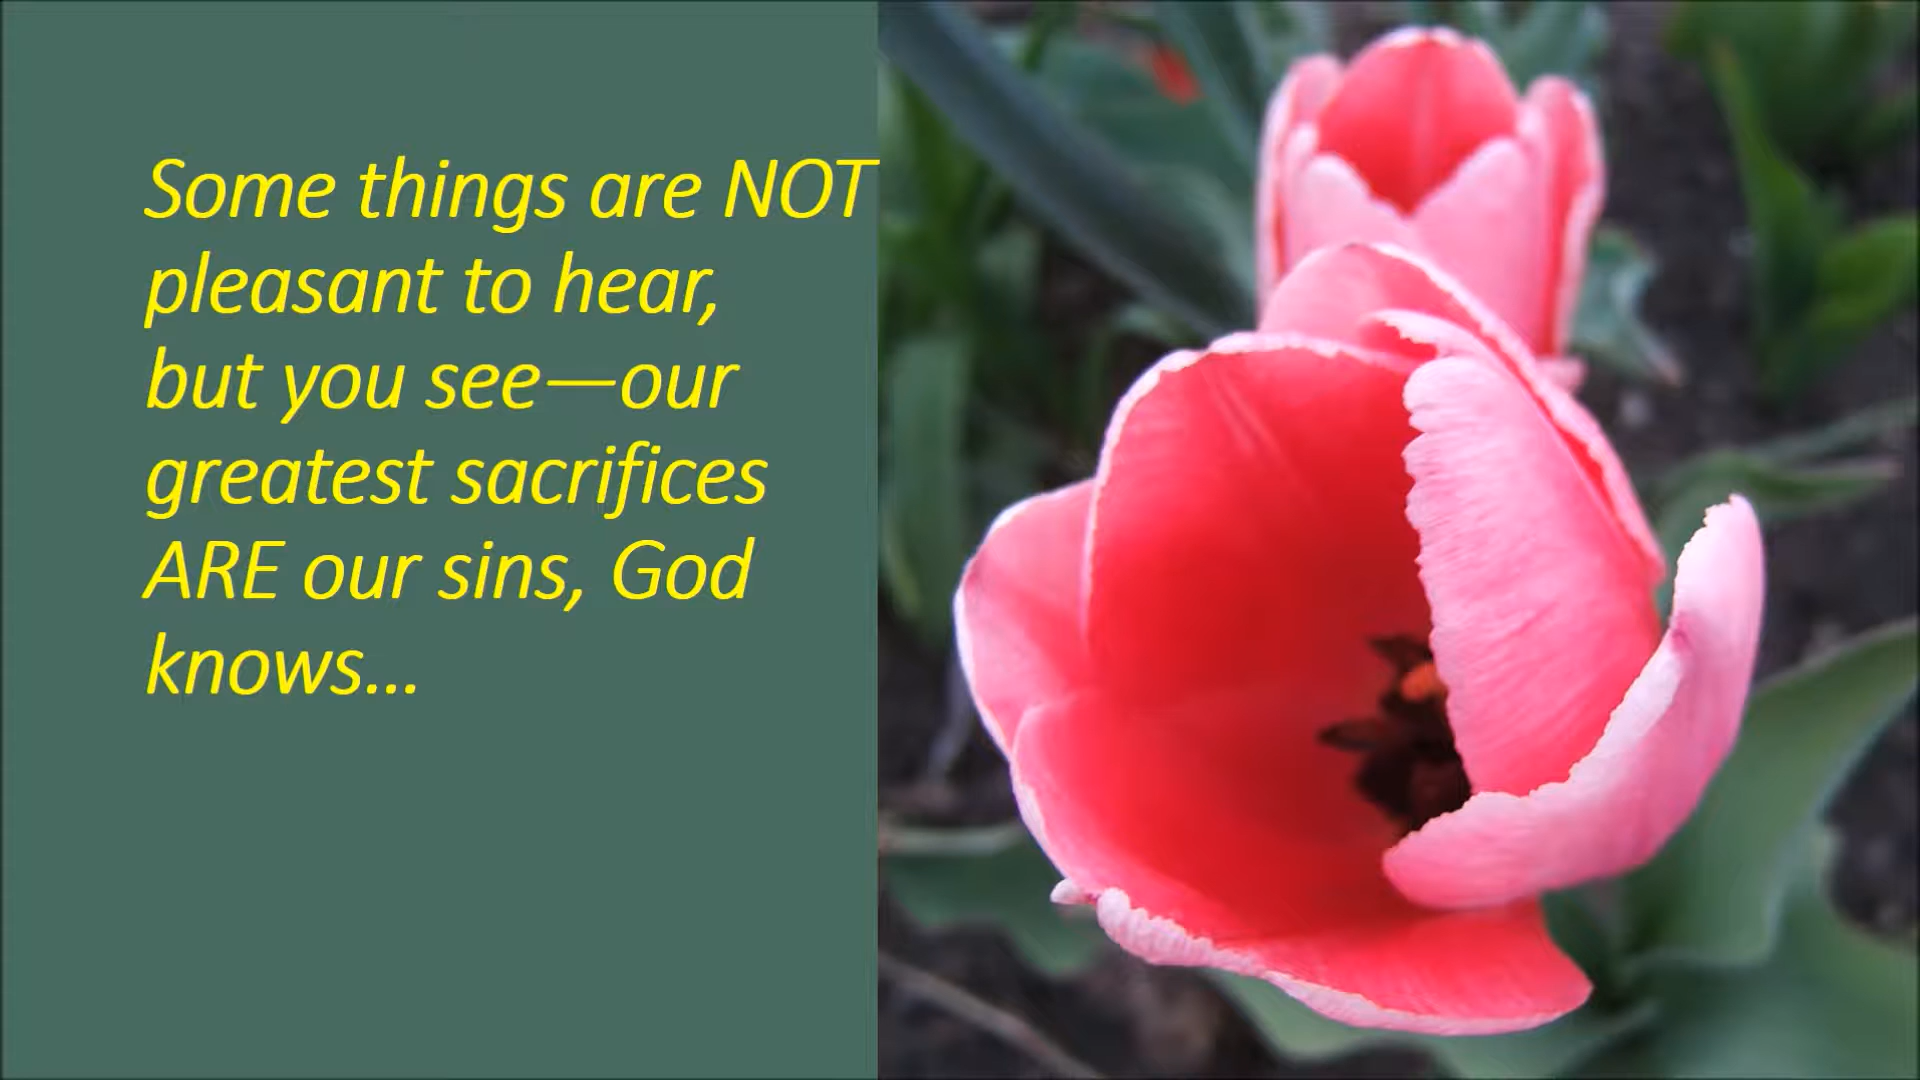 Some things are NOT
pleasant to hear,
but you see—our
greatest sacrifices
ARE our sins, God
knows...